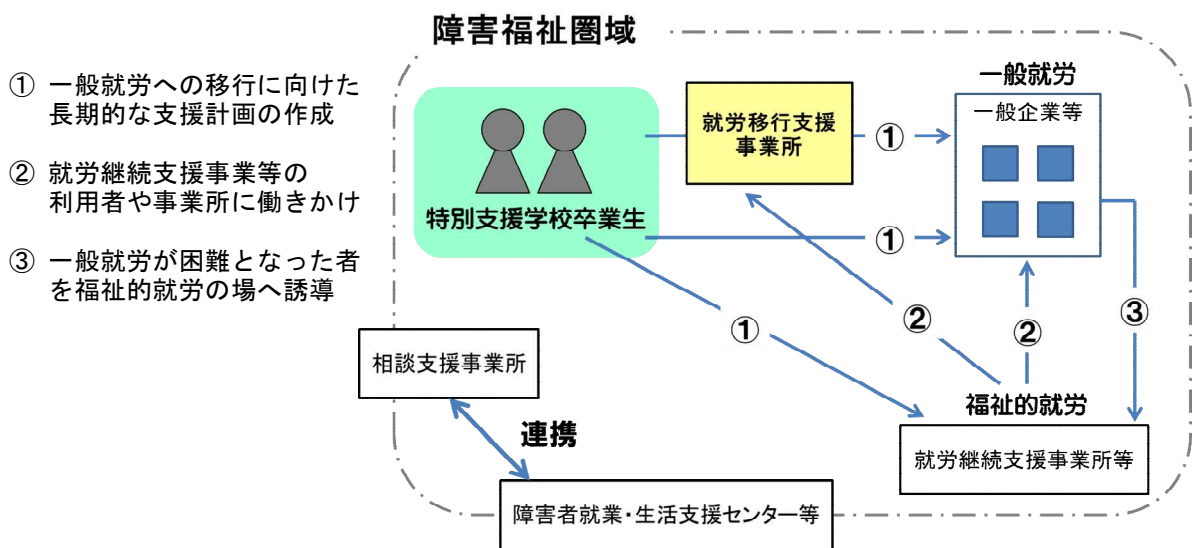 障害福祉圏域
① 一般就労への移行に向けた
長期的な支援計画の作成
② 就労継続支援事業等の
利用者や事業所に働きかけ
③ 一般就労が困難となった者
を福祉的就労の場へ誘導
特別支援学校卒業生
就労移行支援
事業所
一般就労
一般企業等
①
①
①
②
②
③
相談支援事業所
連携
障害者就業・生活支援センター等
福祉的就労
就労継続支援事業所等